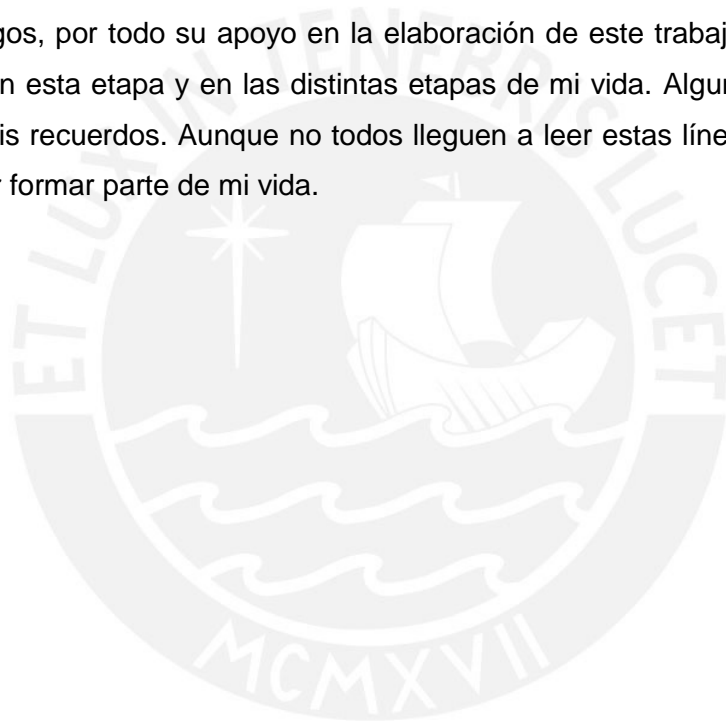 gos, por todo su apoyo en la elaboración de este trabaj
n esta etapa y en las distintas etapas de mi vida. Algu
is recuerdos. Aunque no todos lleguen a leer estas líne
r formar parte de mi vida.
ET LUX IN TENEBRIS LUCET
MCMXVII